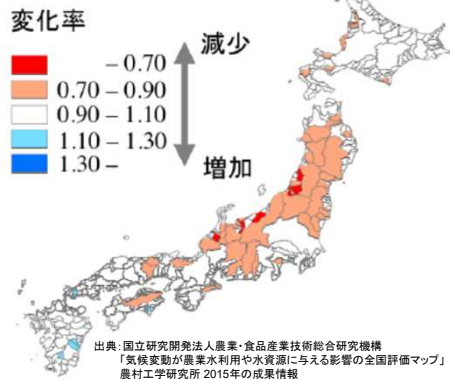 変化率
減少
– 0.70
0.70 – 0.90
0.90 – 1.10
1.10 – 1.30
1.30 –
増加
出典：国立研究開発法人農業・食品産業技術総合研究機構
「気候変動が農業水利用や水資源に与える影響の全国評価マップ」
農村工学研究所 2015年の成果情報